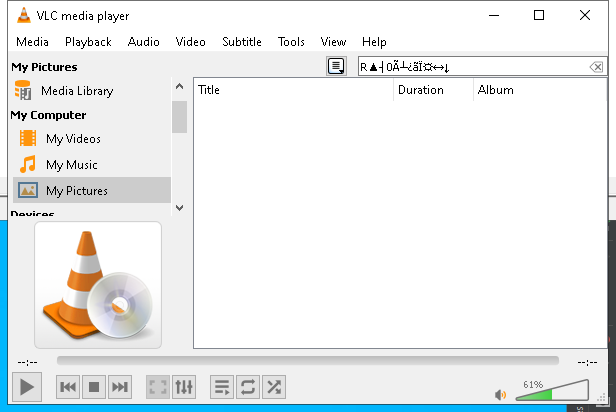 VLC media player
Media Playback Audio Video Subtitle Tools View Help
My Pictures
R▲┤0Ã┴¿ãÏ¤↔↓
Media Library
Title Duration Album
My Computer
My Videos
My Music
My Pictures
Devices
--:-- --:--
61%